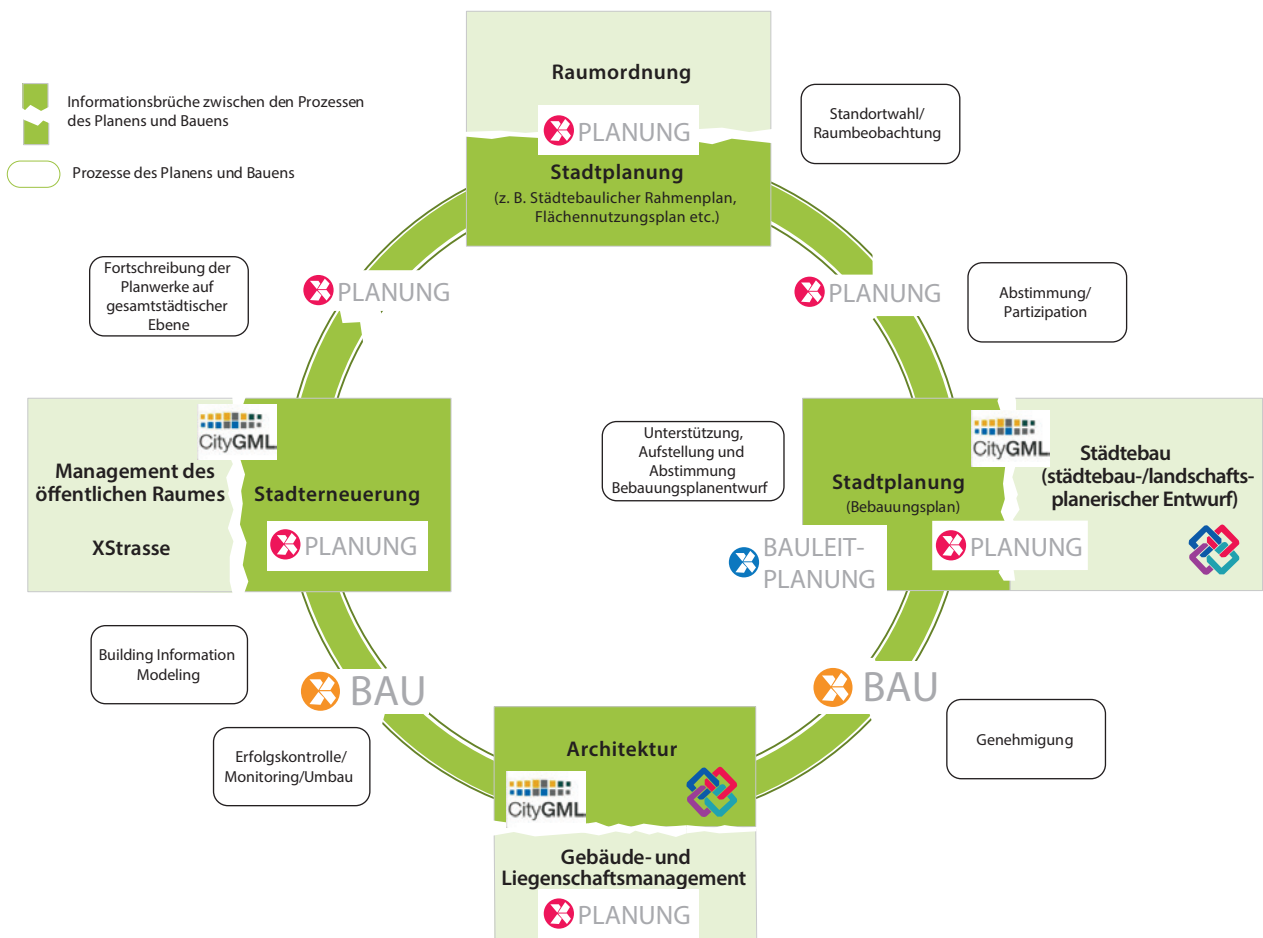 Informationsbrüche zwischen den Prozessen
des Planens und Bauens
Prozesse des Planens und Bauens
Raumordnung
PLANUNG
Stadtplanung
(z. B. Städtebaulicher Rahmenplan,
Flächennutzungsplan etc.)
Standortwahl/
Raumbeobachtung
PLANUNG
Abstimmung/
Partizipation
Unterstützung,
Aufstellung und
Abstimmung
Bebauungsplanentwurf
CityGML
Stadtplanung
(Bebauungsplan)
BAULEIT-
PLANUNG
PLANUNG
Städtebau
(städtebau-/landschafts-
planerischer Entwurf)
BAU
Genehmigung
Architektur
CityGML
Gebäude- und
Liegenschaftsmanagement
PLANUNG
Erfolgskontrolle/
Monitoring/Umbau
BAU
Building Information
Modeling
CityGML
Management des
öffentlichen Raumes
XStrasse
Stadterneuerung
PLANUNG
Fortschreibung der
Planwerke auf
gesamtstädtischer
Ebene
PLANUNG